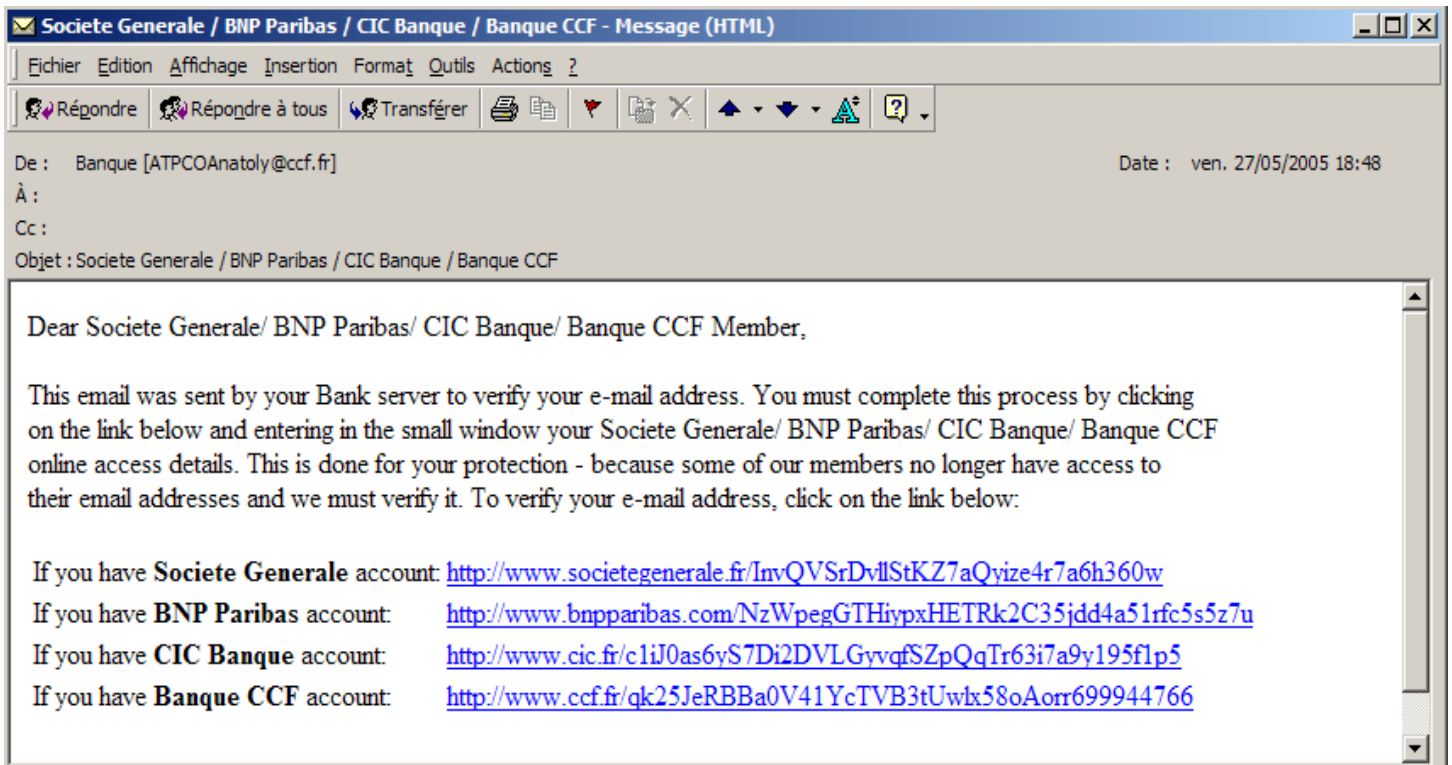 Societe Generale / BNP Paribas / CIC Banque / Banque CCF - Message (HTML)
Fichier Edition Affichage Insertion Format Outils Actions ?
Répondre Répondre à tous Transférer
De : Banque [ATPCOAnatoly@ccf.fr] Date : ven. 27/05/2005 18:48
À :
Cc :
Objet : Societe Generale / BNP Paribas / CIC Banque / Banque CCF
Dear Societe Generale/ BNP Paribas/ CIC Banque/ Banque CCF Member,
This email was sent by your Bank server to verify your e-mail address. You must complete this process by clicking
on the link below and entering in the small window your Societe Generale/ BNP Paribas/ CIC Banque/ Banque CCF
online access details. This is done for your protection - because some of our members no longer have access to
their email addresses and we must verify it. To verify your e-mail address, click on the link below:
If you have Societe Generale account: http://www.societegenerale.fr/InvQVSrDvllStKZ7aQyize4r7a6h360w
If you have BNP Paribas account: http://www.bnpparibas.com/NzWpegGTHiypxHETRk2C35jdd4a51rfc5s5z7u
If you have CIC Banque account: http://www.cic.fr/c1iJ0as6yS7Di2DVLGyvqfSZpQqTr63i7a9y195f1p5
If you have Banque CCF account: http://www.ccf.fr/qk25JeRBBa0V41YcTVB3tUwlx58oAorr699944766